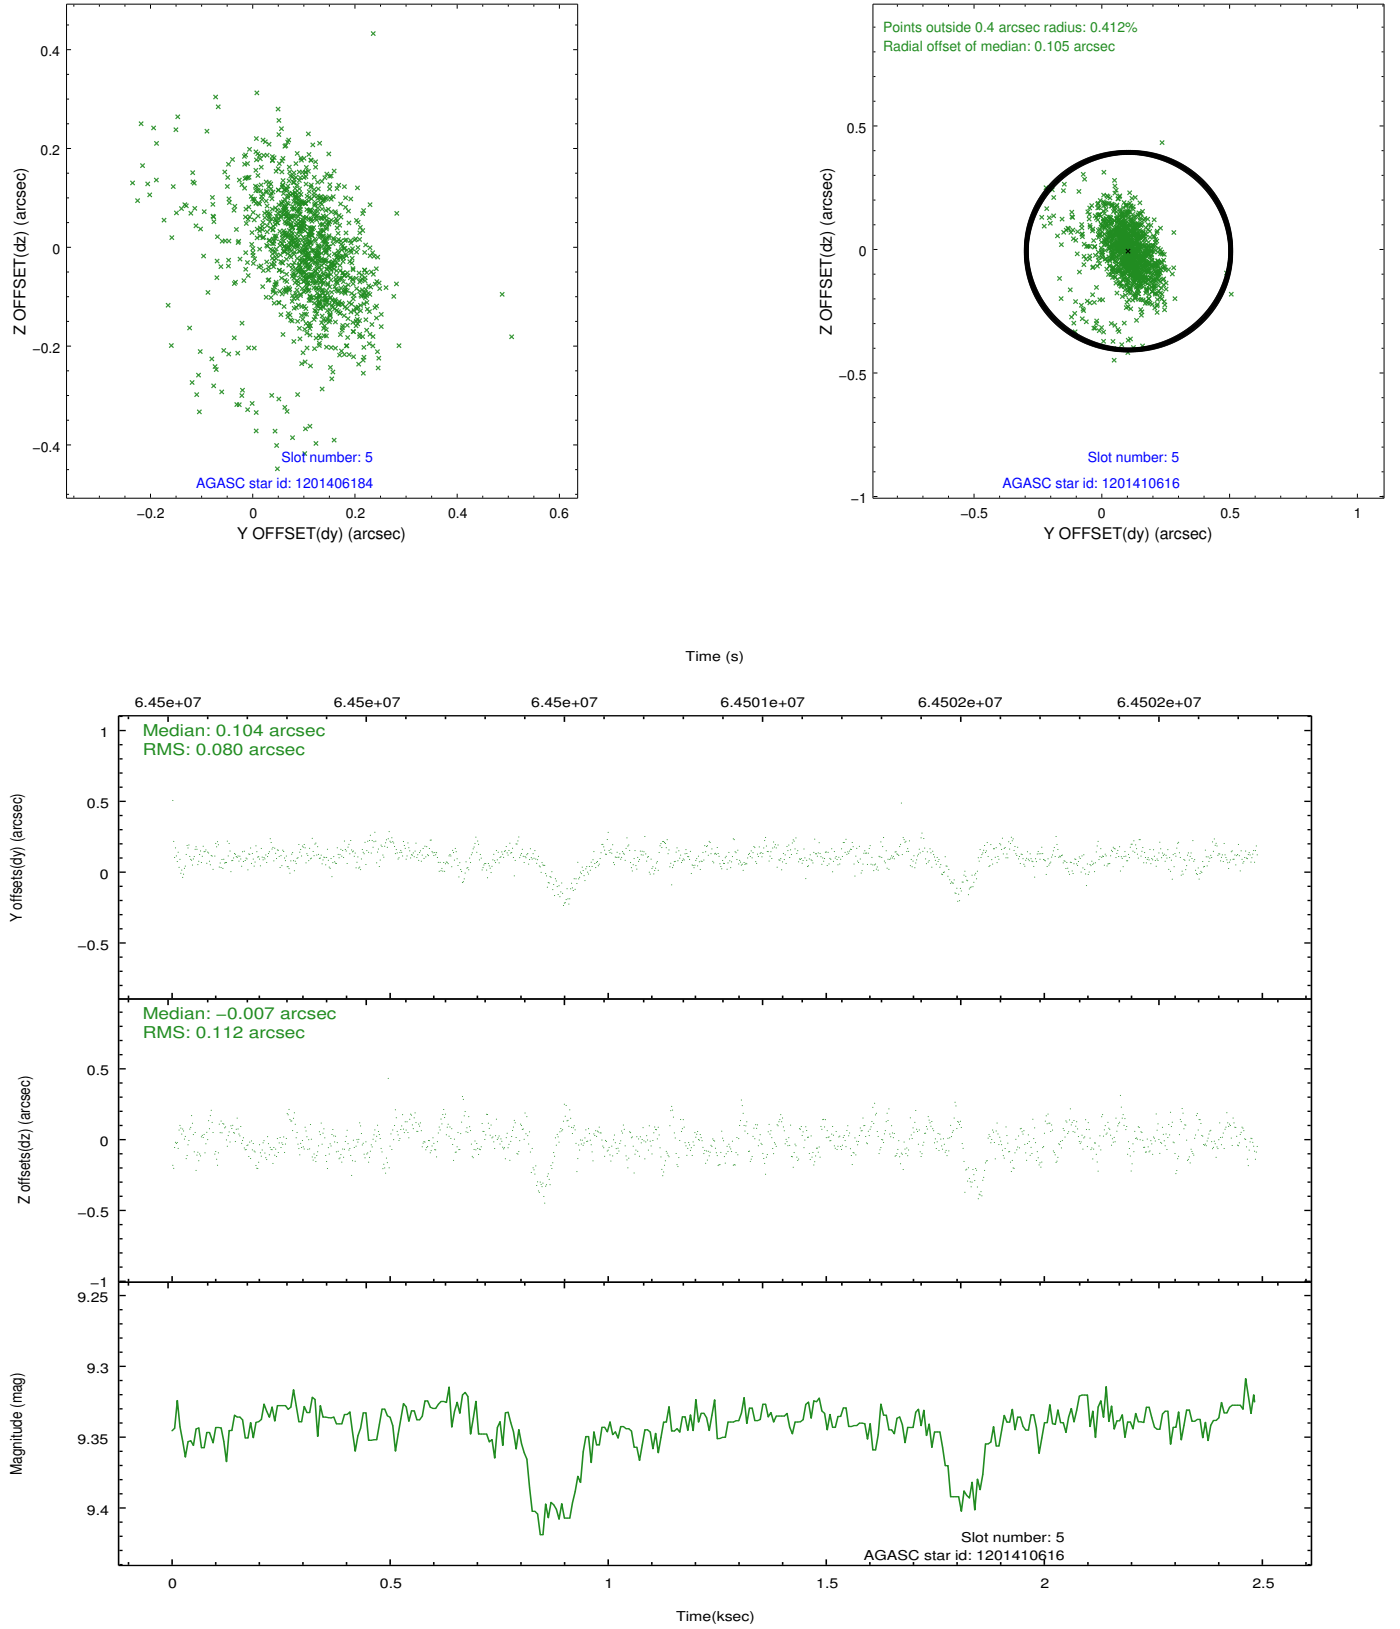 0.4
0.2
0
−0.2
−0.4
Z OFFSET(dz) (arcsec)
Slot number: 5
AGASC star id: 1201406184
−0.2 0 0.2 0.4 0.6
Y OFFSET(dy) (arcsec)
Points outside 0.4 arcsec radius: 0.412%
Radial offset of median: 0.105 arcsec
0.5
0
−0.5
−1
Z OFFSET(dz) (arcsec)
Slot number: 5
AGASC star id: 1201410616
−0.5 0 0.5 1
Y OFFSET(dy) (arcsec)
Time (s)
6.45e+07 6.45e+07 6.45e+07 6.4501e+07 6.4502e+07 6.4502e+07
Median: 0.104 arcsec
RMS: 0.080 arcsec
1
0.5
0
−0.5
Y offsets(dy) (arcsec)
Median: −0.007 arcsec
RMS: 0.112 arcsec
0.5
0
−0.5
−1
Z offsets(dz) (arcsec)
9.25
9.3
9.35
9.4
Magnitude (mag)
Slot number: 5
AGASC star id: 1201410616
0 0.5 1 1.5 2 2.5
Time(ksec)